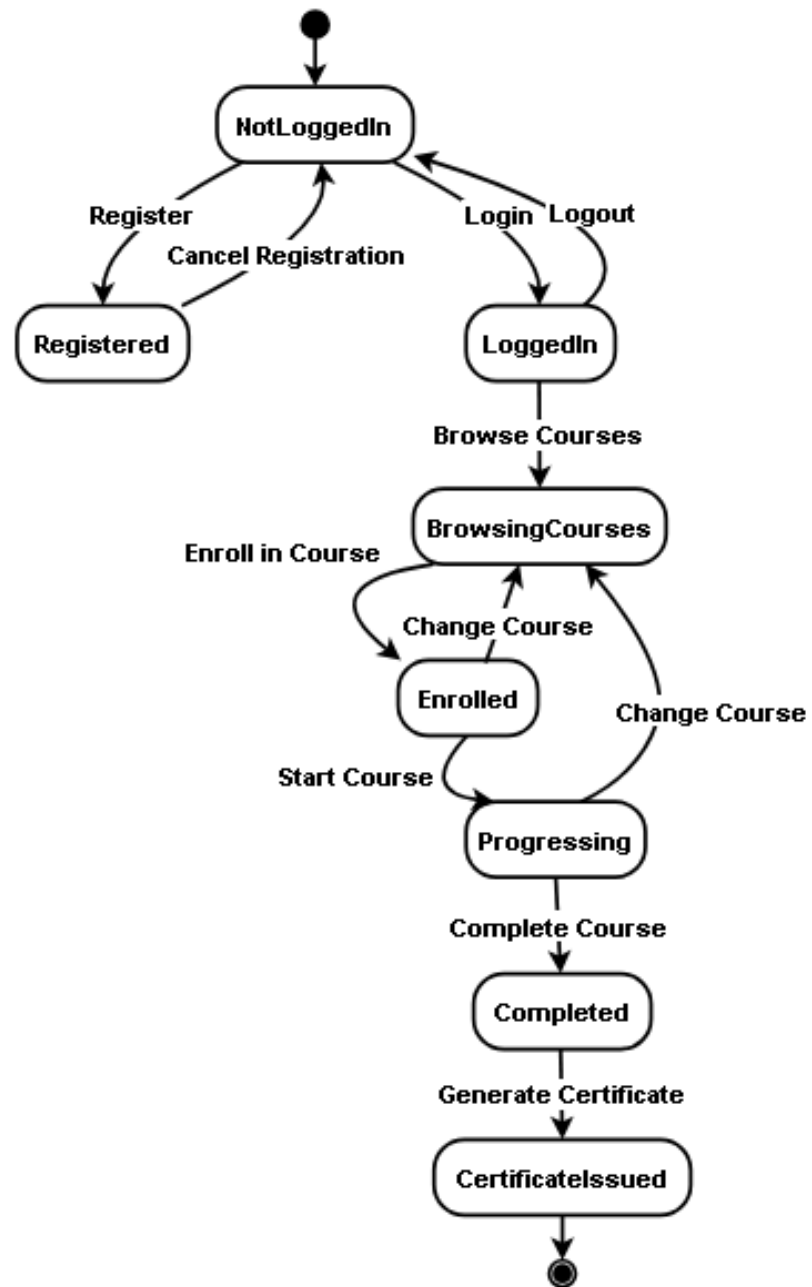 NotLoggedIn
Register
Login
Logout
Cancel Registration
Registered
LoggedIn
Browse Courses
BrowsingCourses
Enroll in Course
Change Course
Enrolled
Change Course
Start Course
Progressing
Complete Course
Completed
Generate Certificate
CertificateIssued